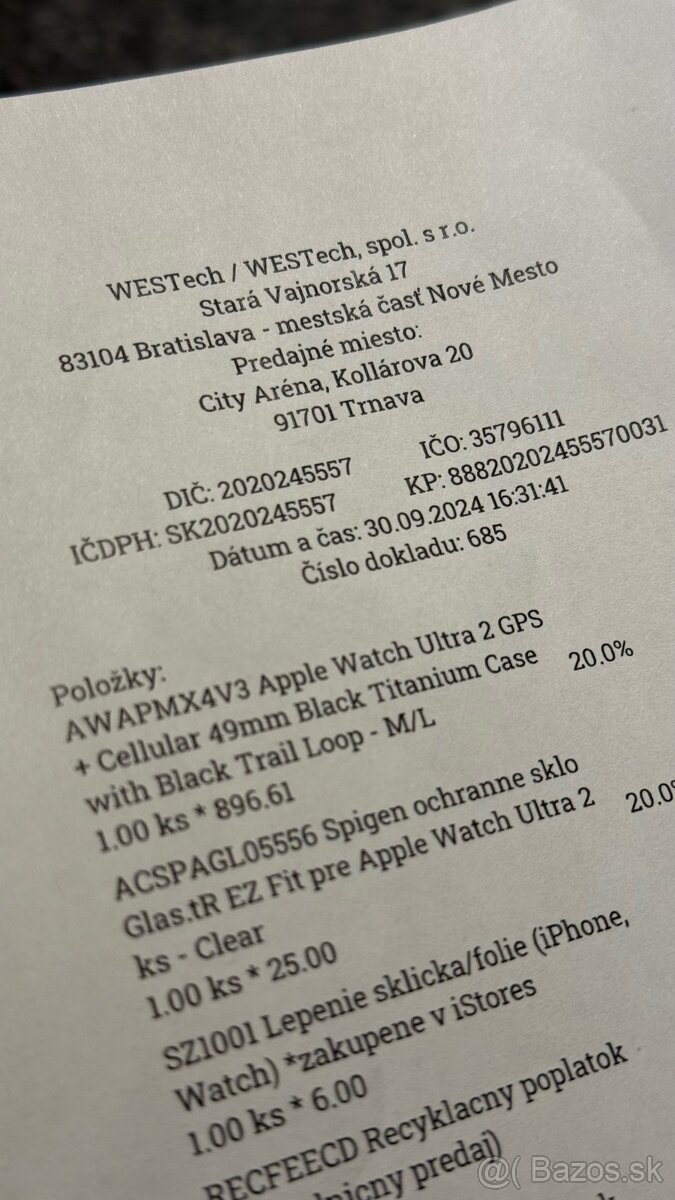 WESTech / WESTech, spol. s r.o.
Stará Vajnorská 17
83104 Bratislava - mestská časť Nové Mesto
Predajné miesto:
City Aréna, Kollárova 20
91701 Trnava
DIČ: 2020245557 IČO: 35796111
IČDPH: SK2020245557 KP: 88820202455570031
Dátum a čas: 30.09.2024 16:31:41
Číslo dokladu: 685
Položky:
AWAPMX4V3 Apple Watch Ultra 2 GPS
+ Cellular 49mm Black Titanium Case 20.0%
with Black Trail Loop - M/L
1.00 ks * 896.61
ACSPAGL05556 Spigen ochranne sklo
Glas.tR EZ Fit pre Apple Watch Ultra 2 20.0
ks - Clear
1.00 ks * 25.00
SZ1001 Lepenie sklicka/folie (iPhone,
Watch) *zakupene v iStores
1.00 ks * 6.00
RECFEECD Recyklacny poplatok
predaj)
@( Bazos.sk